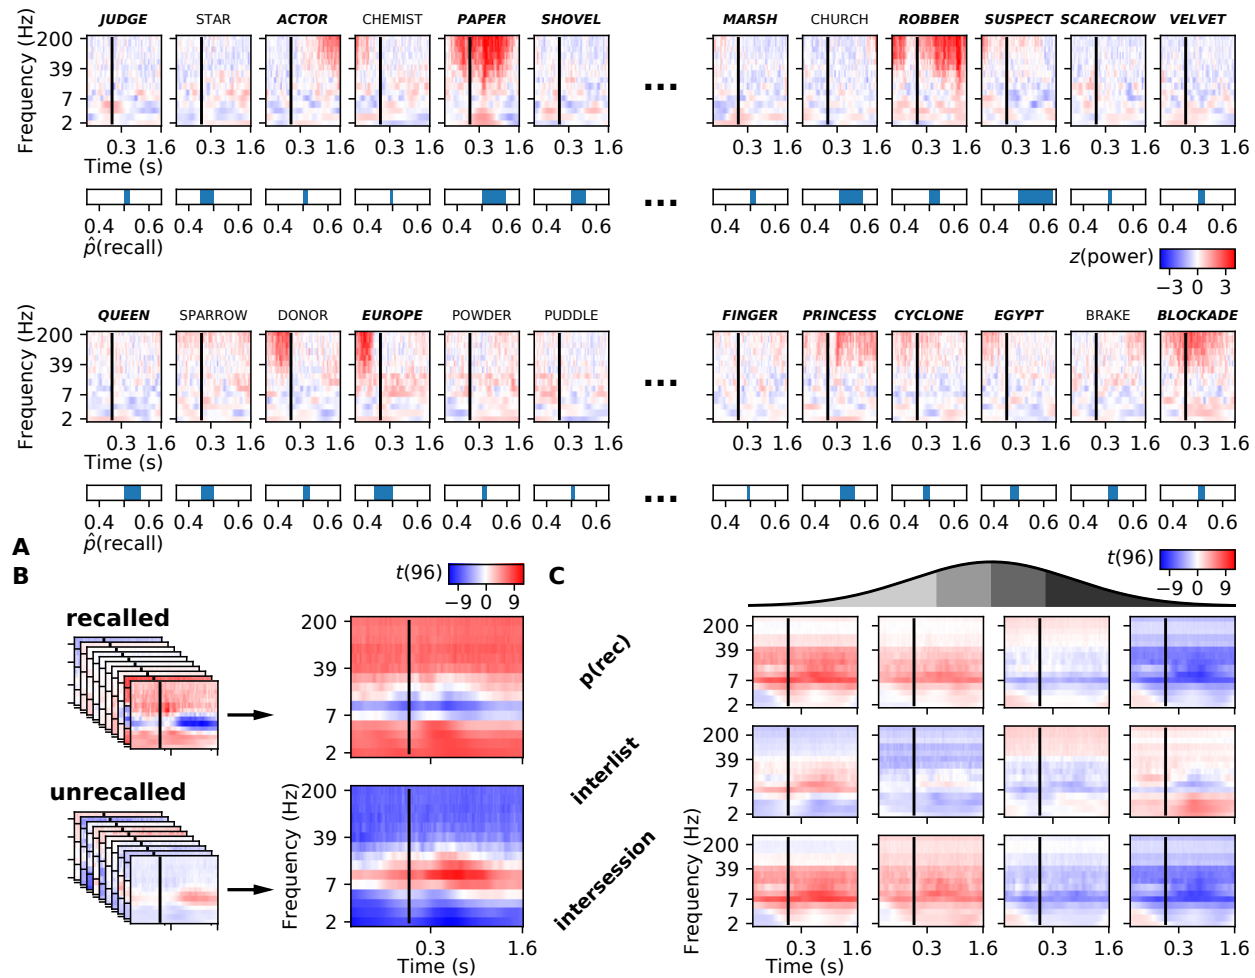 JUDGE STAR ACTOR CHEMIST PAPER SHOVEL MARSH CHURCH ROBBER SUSPECT SCARECROW VELVET
Frequency (Hz)
200
39
7
2
...
0.3 1.6 0.3 1.6 0.3 1.6 0.3 1.6 0.3 1.6 0.3 1.6 0.3 1.6 0.3 1.6 0.3 1.6 0.3 1.6 0.3 1.6 0.3 1.6
Time (s)
...
0.4 0.6 0.4 0.6 0.4 0.6 0.4 0.6 0.4 0.6 0.4 0.6 0.4 0.6 0.4 0.6 0.4 0.6 0.4 0.6 0.4 0.6 0.4 0.6
p̂(recall)
z(power)
−3 0 3
QUEEN SPARROW DONOR EUROPE POWDER PUDDLE FINGER PRINCESS CYCLONE EGYPT BRAKE BLOCKADE
Frequency (Hz)
200
39
7
2
...
0.3 1.6 0.3 1.6 0.3 1.6 0.3 1.6 0.3 1.6 0.3 1.6 0.3 1.6 0.3 1.6 0.3 1.6 0.3 1.6 0.3 1.6 0.3 1.6
Time (s)
...
0.4 0.6 0.4 0.6 0.4 0.6 0.4 0.6 0.4 0.6 0.4 0.6 0.4 0.6 0.4 0.6 0.4 0.6 0.4 0.6 0.4 0.6 0.4 0.6
p̂(recall)
A
B
t(96)
−9 0 9
recalled
200
39
7
2
unrecalled
Frequency (Hz)
200
39
7
2
0.3 1.6
Time (s)
C
t(96)
−9 0 9
p(rec)
200
39
7
2
interlist
200
39
7
2
intersession
Frequency (Hz)
200
39
7
2
0.3 1.6 0.3 1.6 0.3 1.6 0.3 1.6
Time (s)